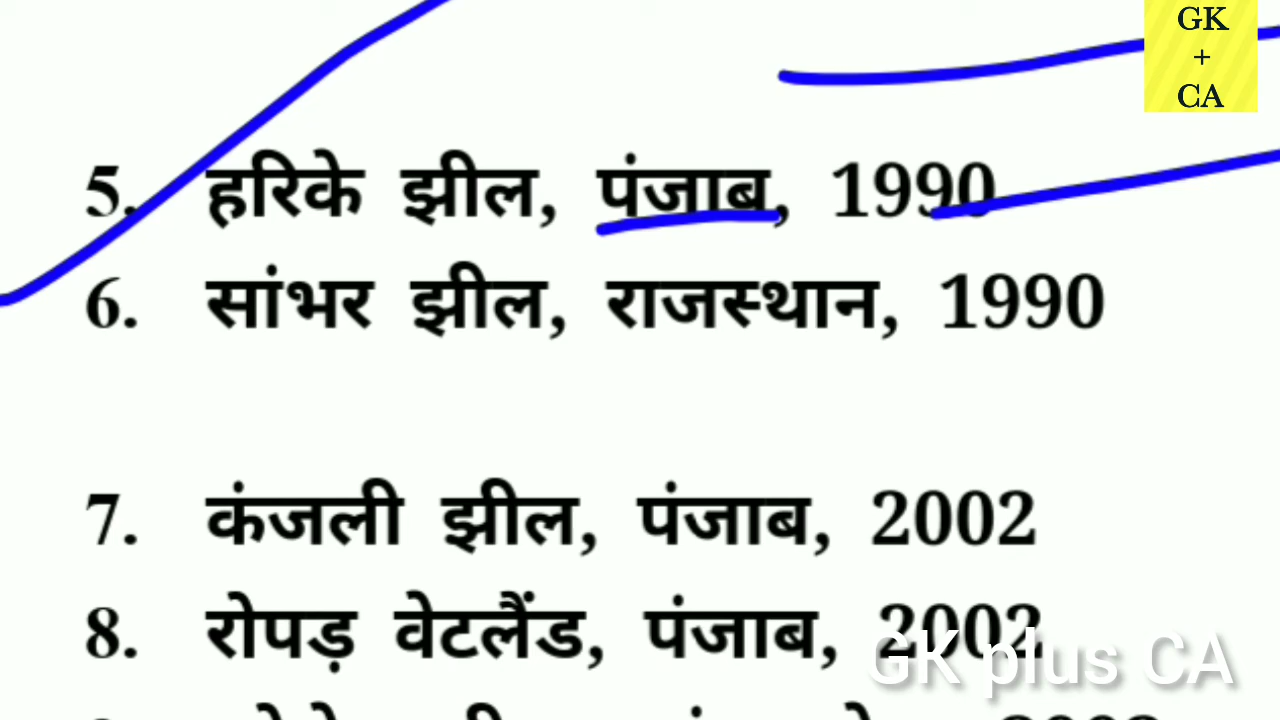 GK
+
CA
5. हरिके झील, पंजाब, 1990
6. सांभर झील, राजस्थान, 1990
7. कंजली झील, पंजाब, 2002
8. रोपड़ वेटलैंड, पंजाब, 2002
GK plus CA